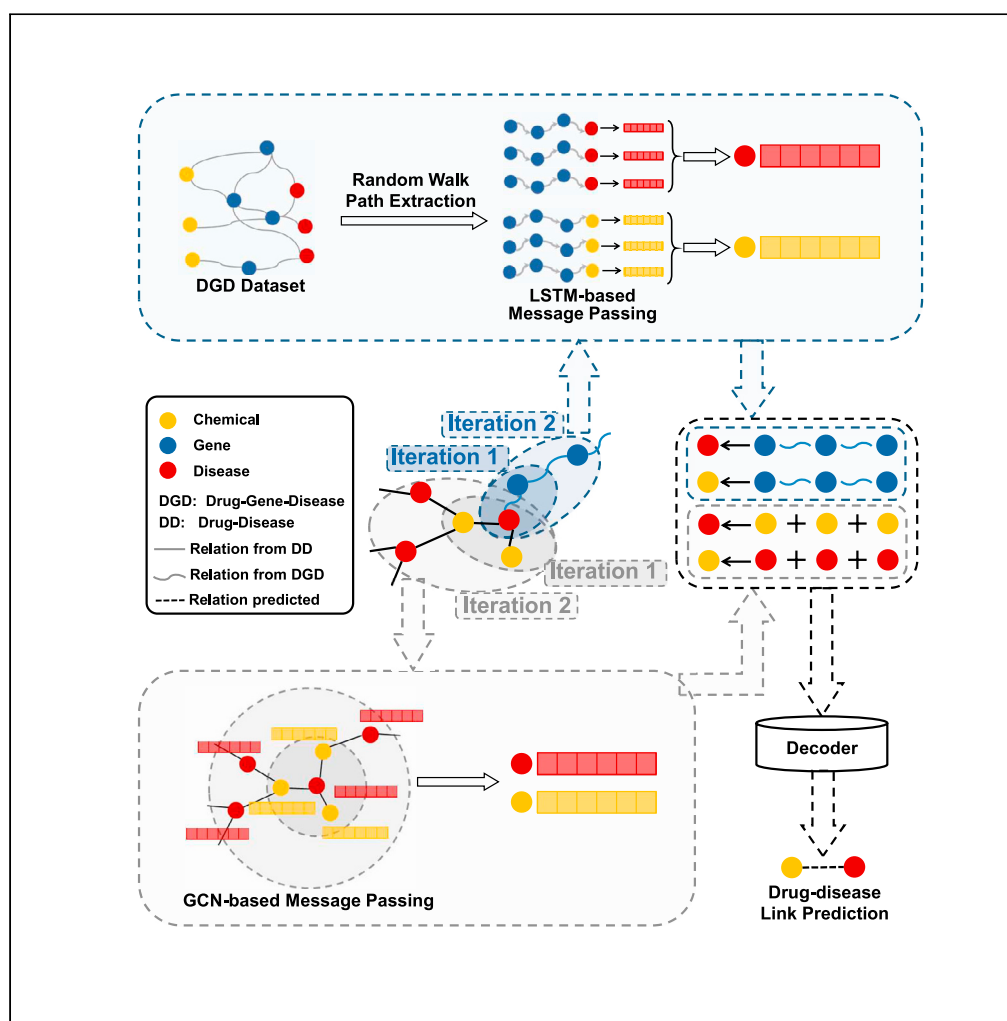 Random Walk
Path Extraction
DGD Dataset
LSTM-based
Message Passing
Chemical
Gene
Disease
DGD: Drug-Gene-Disease
DD: Drug-Disease
Relation from DD
Relation from DGD
Relation predicted
Iteration 2
Iteration 1
Iteration 1
Iteration 2
+ +
+ +
GCN-based Message Passing
Decoder
Drug-disease
Link Prediction